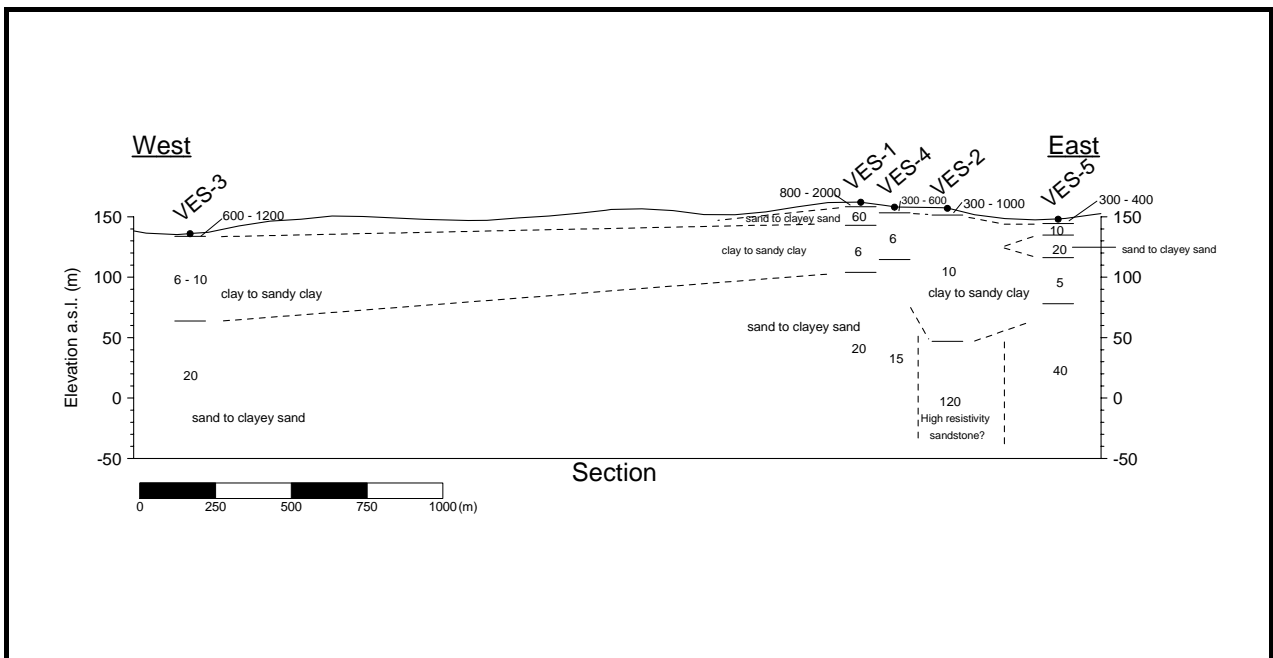 West
East
VES-3
VES-1
VES-4
VES-2
VES-5
800 - 2000
300 - 600
300 - 1000
300 - 400
600 - 1200
150
100
50
0
-50
Elevation a.s.l. (m)
150
100
50
0
-50
sand to clayey sand
60
10
20
sand to clayey sand
6
clay to sandy clay
6
6 - 10
clay to sandy clay
10
clay to sandy clay
5
sand to clayey sand
20
15
20
40
sand to clayey sand
120
High resistivity
sandstone?
Section
0
250
500
750
1000 (m)